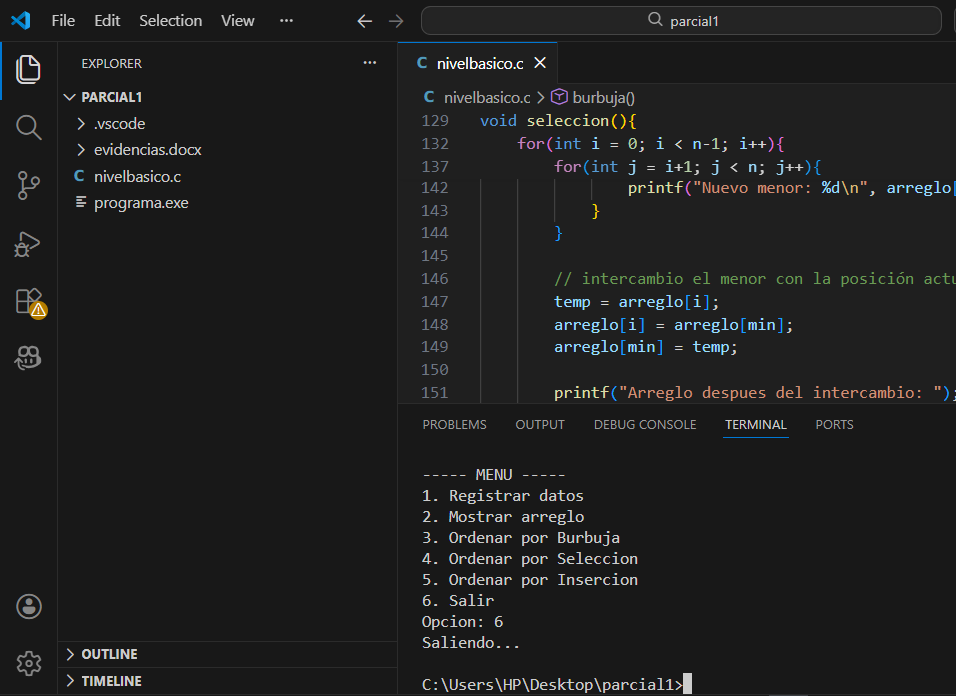 File Edit Selection View ··· parcial1
EXPLORER ···
PARCIAL1
.vscode
evidencias.docx
C nivelbasico.c
programa.exe
OUTLINE
TIMELINE
C nivelbasico.c
C nivelbasico.c > burbuja()
129 void seleccion(){
132 for(int i = 0; i < n-1; i++){
137 for(int j = i+1; j < n; j++){
142 printf("Nuevo menor: %d\n", arreglo[
143 }
144 }
145
146 // intercambio el menor con la posición actu
147 temp = arreglo[i];
148 arreglo[i] = arreglo[min];
149 arreglo[min] = temp;
150
151 printf("Arreglo despues del intercambio: ");
PROBLEMS OUTPUT DEBUG CONSOLE TERMINAL PORTS
----- MENU -----
1. Registrar datos
2. Mostrar arreglo
3. Ordenar por Burbuja
4. Ordenar por Seleccion
5. Ordenar por Insercion
6. Salir
Opcion: 6
Saliendo...
C:\Users\HP\Desktop\parcial1>